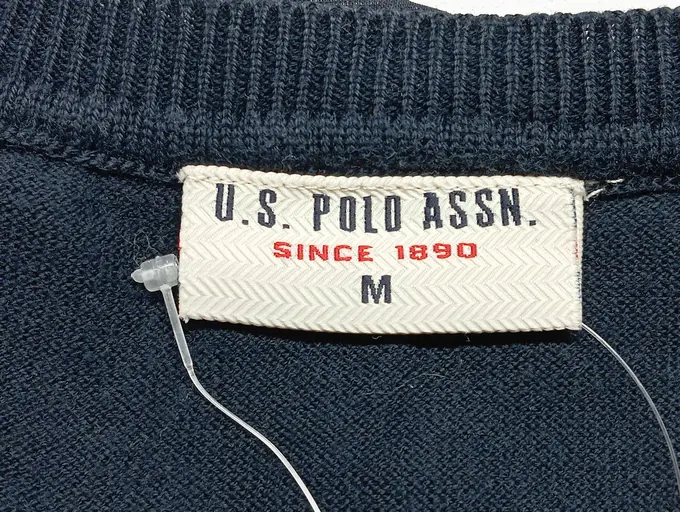 U.S. POLO ASSN.
SINCE 1890
M